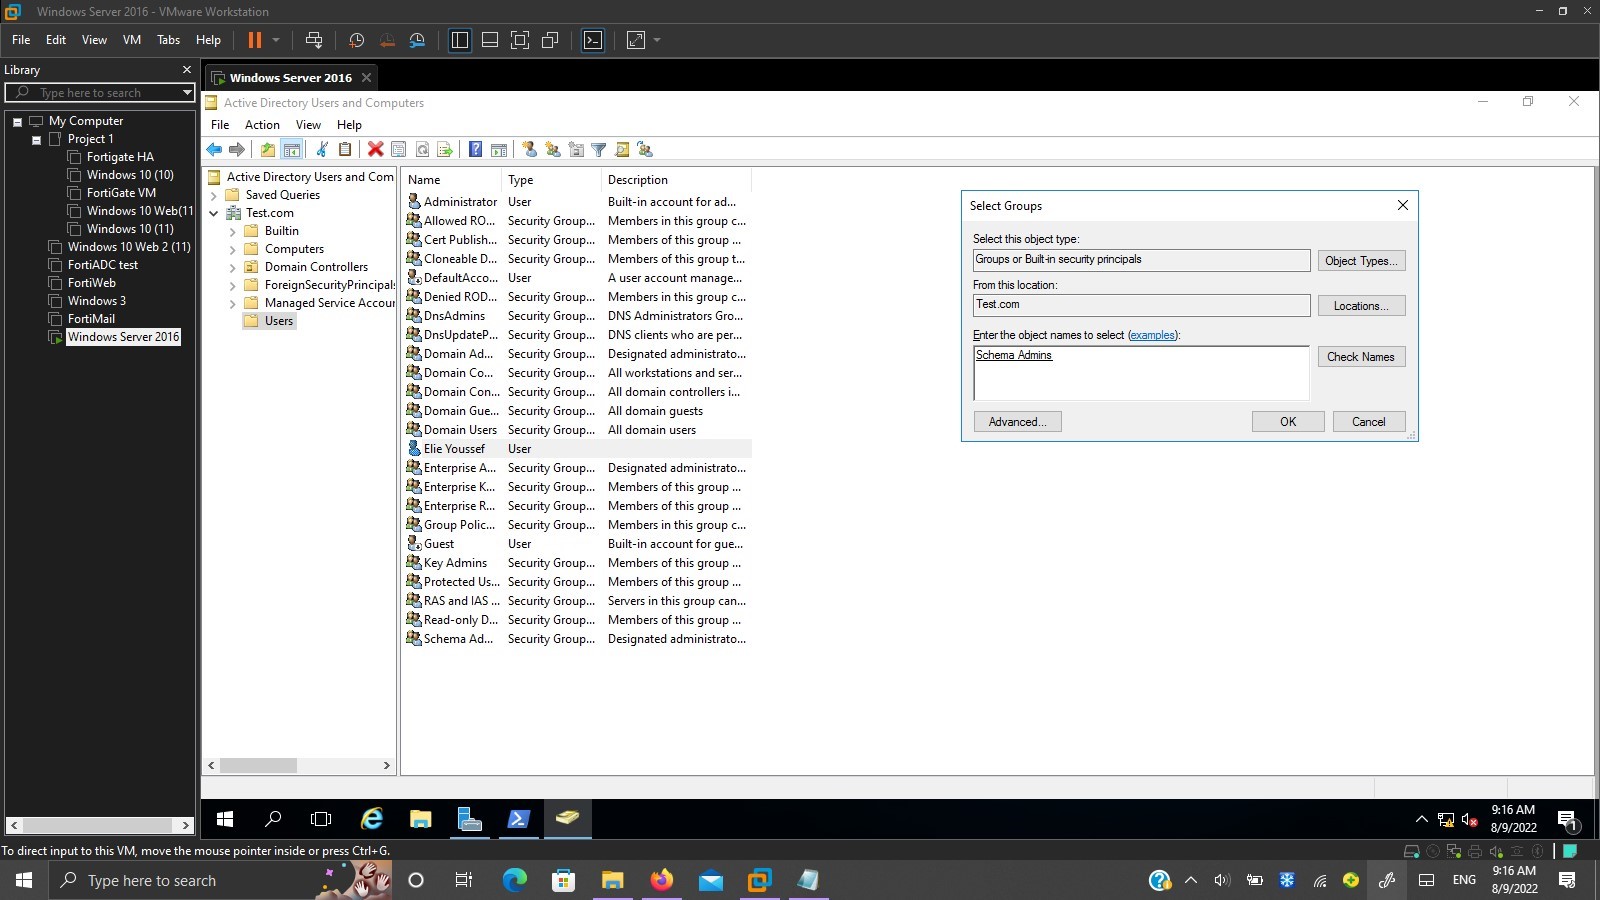 Windows Server 2016 - VMware Workstation
File Edit View VM Tabs Help
Library
Type here to search
My Computer
Project 1
Fortigate HA
Windows 10 (10)
FortiGate VM
Windows 10 Web(11
Windows 10 (11)
Windows 10 Web 2 (11)
FortiADC test
FortiWeb
Windows 3
FortiMail
Windows Server 2016
Windows Server 2016
Active Directory Users and Computers
File Action View Help
Active Directory Users and Com
Saved Queries
Test.com
Builtin
Computers
Domain Controllers
ForeignSecurityPrincipals
Managed Service Accour
Users
Name Type Description
Administrator User Built-in account for ad...
Allowed RO... Security Group... Members in this group c...
Cert Publish... Security Group... Members of this group ...
Cloneable D... Security Group... Members of this group t...
DefaultAcco... User A user account manage...
Denied ROD... Security Group... Members in this group c...
DnsAdmins Security Group... DNS Administrators Gro...
DnsUpdateP... Security Group... DNS clients who are per...
Domain Ad... Security Group... Designated administrato...
Domain Co... Security Group... All workstations and ser...
Domain Con... Security Group... All domain controllers i...
Domain Gue... Security Group... All domain guests
Domain Users Security Group... All domain users
Elie Youssef User
Enterprise A... Security Group... Designated administrato...
Enterprise K... Security Group... Members of this group ...
Enterprise R... Security Group... Members of this group ...
Group Polic... Security Group... Members in this group c...
Guest User Built-in account for gue...
Key Admins Security Group... Members of this group ...
Protected Us... Security Group... Members of this group ...
RAS and IAS ... Security Group... Servers in this group can...
Read-only D... Security Group... Members of this group ...
Schema Ad... Security Group... Designated administrato...
Select Groups
Select this object type:
Groups or Built-in security principals Object Types...
From this location:
Test.com Locations...
Enter the object names to select (examples):
Schema Admins Check Names
Advanced... OK Cancel
9:16 AM
8/9/2022
1
To direct input to this VM, move the mouse pointer inside or press Ctrl+G.
Type here to search
ENG
9:16 AM
8/9/2022